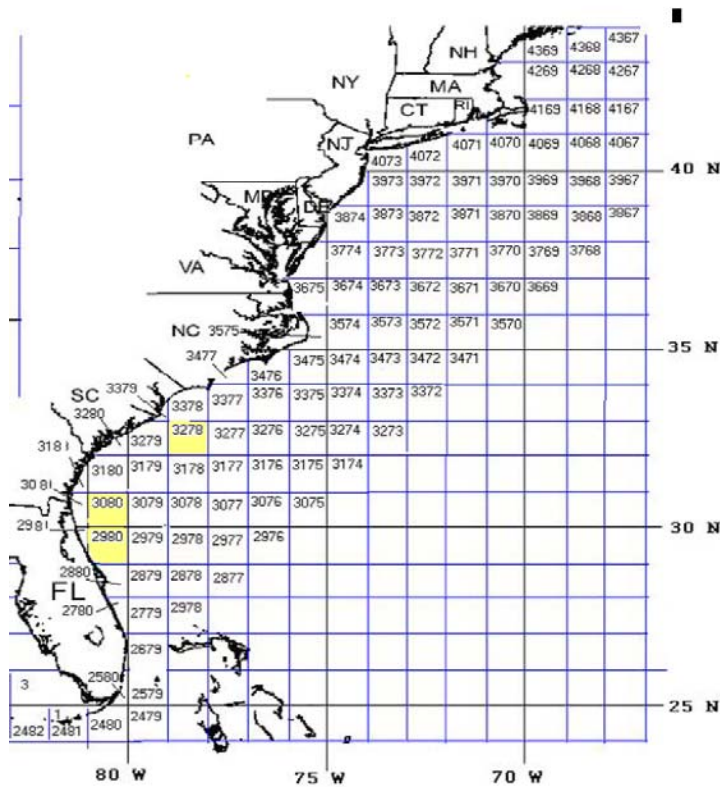 NH 4369 4368 4367
4269 4268 4267
NY MA
CT RI 4169 4168 4167
PA NJ 4073 4072 4071 4070 4069 4068 4067
40 N
3973 3972 3971 3970 3969 3968 3967
MD DE 3874 3873 3872 3971 3870 3869 3868 3867
VA 3774 3773 3772 3771 3770 3769 3768
3675 3674 3673 3672 3671 3670 3669
NC 3575 3574 3573 3572 3571 3570
35 N
3477 3476 3475 3474 3473 3472 3471
SC 3379 3378 3377 3376 3375 3374 3373 3372
3280 3279 3278 3277 3276 3275 3274 3273
3181 3180 3179 3178 3177 3176 3175 3174
3081 3080 3079 3078 3077 3076 3075
30 N
2981 2980 2979 2978 2977 2976
2880 2879 2878 2877
FL 2780 2779 2978
2679
3 2580 2579
25 N
1 2482 2481 2480 2479
80 W 75 W 70 W